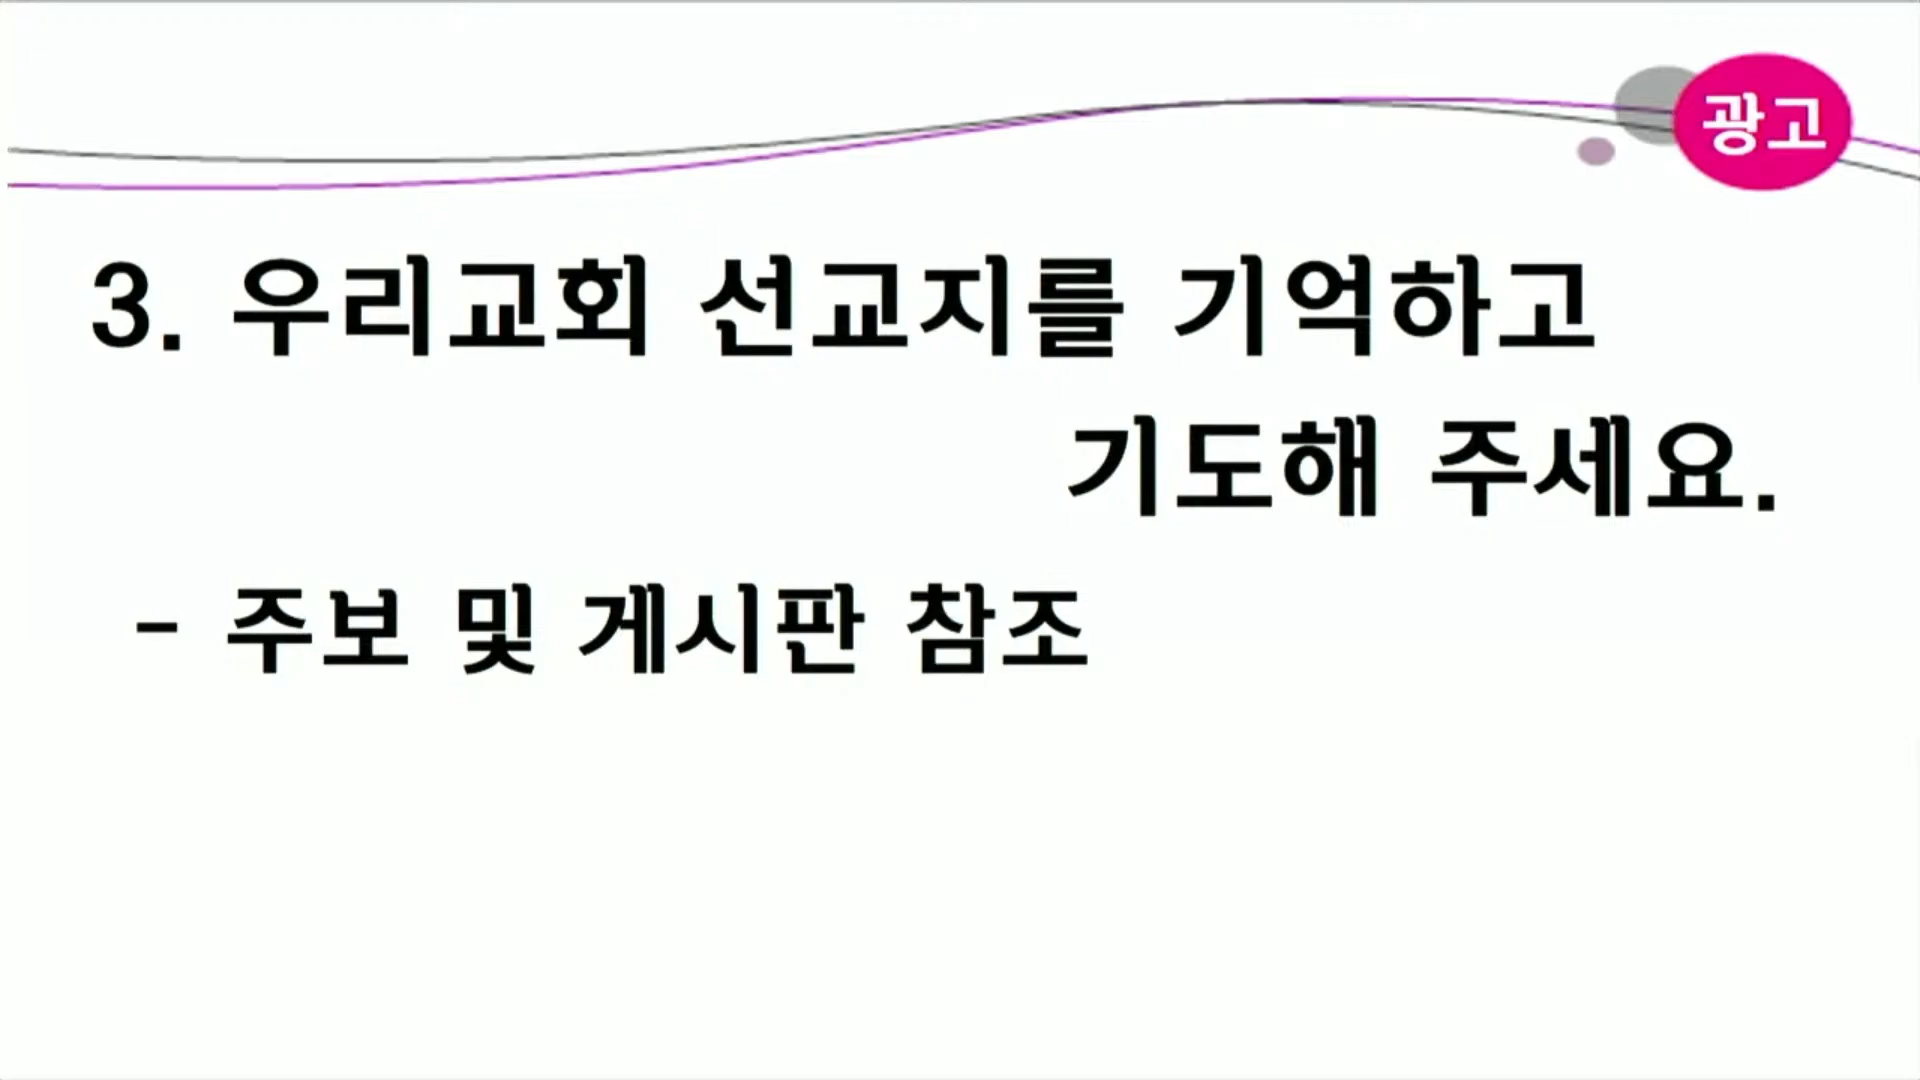 광고
3. 우리교회 선교지를 기억하고
기도해 주세요.
- 주보 및 게시판 참조